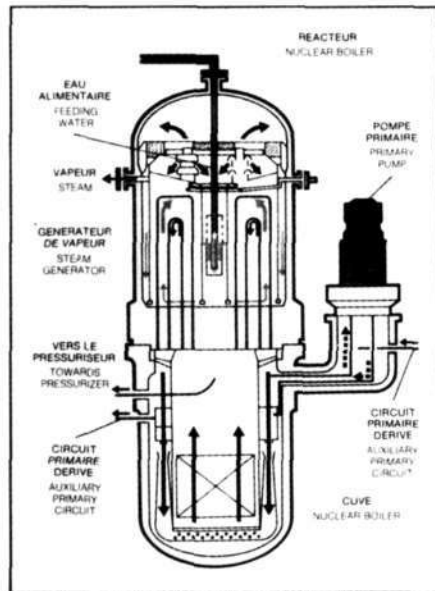 REACTEUR
NUCLEAR BOILER
EAU
ALIMENTAIRE
FEEDING
WATER
POMPE
PRIMAIRE
PRIMARY
PUMP
VAPEUR
STEAM
GENERATEUR
DE VAPEUR
STEAM
GENERATOR
VERS LE
PRESSURISEUR
TOWARDS
PRESSURIZER
CIRCUIT
PRIMAIRE
DERIVE
AUXILIARY
PRIMARY
CIRCUIT
CIRCUIT
PRIMAIRE
DERIVE
AUXILIARY
PRIMARY
CIRCUIT
CUVE
NUCLEAR BOILER